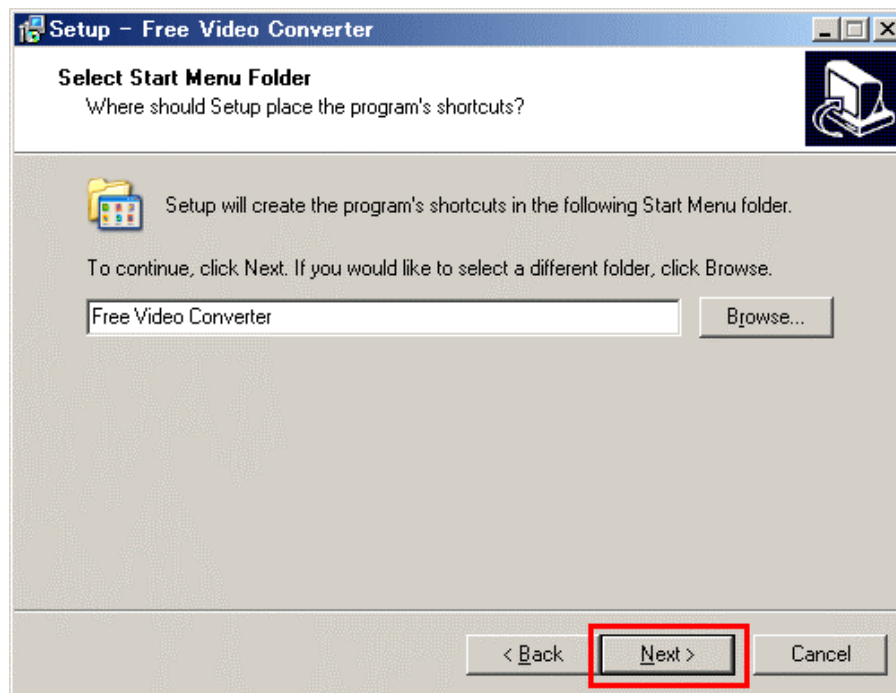 Setup - Free Video Converter
Select Start Menu Folder
Where should Setup place the program's shortcuts?
Setup will create the program's shortcuts in the following Start Menu folder.
To continue, click Next. If you would like to select a different folder, click Browse.
Free Video Converter
Browse...
< Back
Next >
Cancel